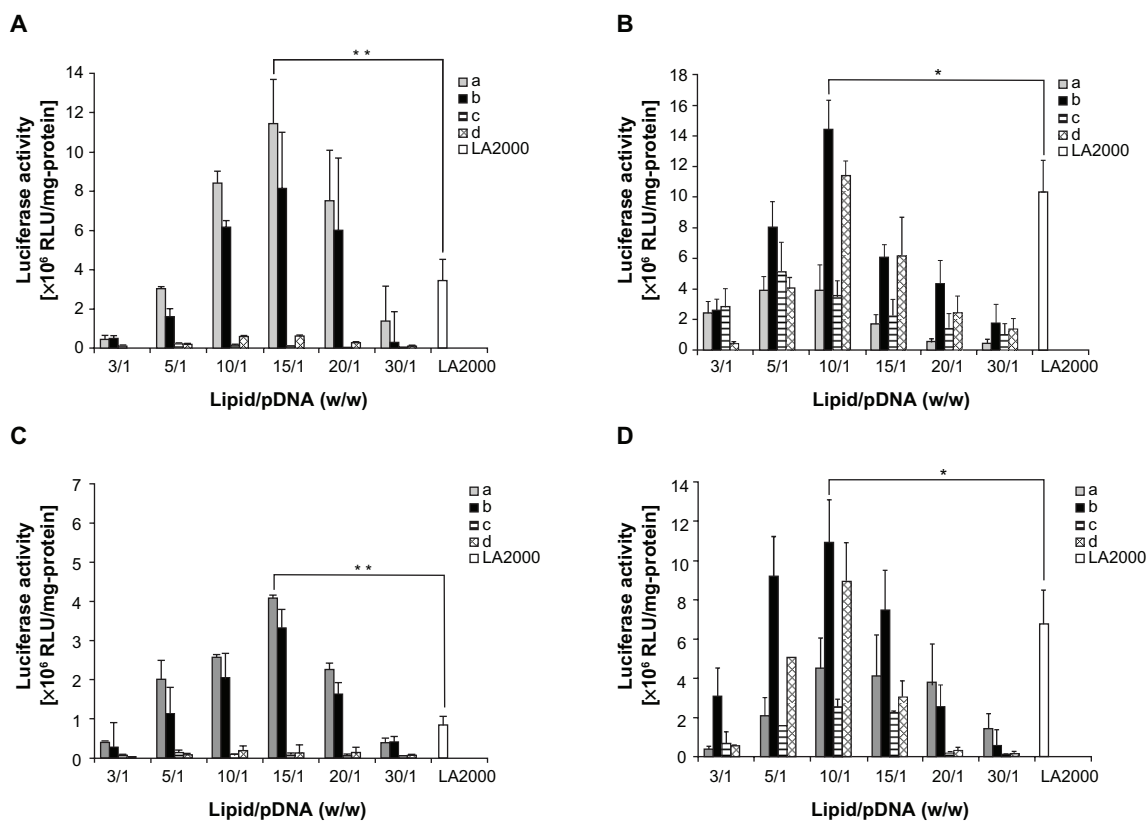 A
Luciferase activity
[×10⁶ RLU/mg-protein]
14
12
10
8
6
4
2
0
* *
a
b
c
d
LA2000
3/1 5/1 10/1 15/1 20/1 30/1 LA2000
Lipid/pDNA (w/w)
B
Luciferase activity
[×10⁶ RLU/mg-protein]
18
16
14
12
10
8
6
4
2
0
*
a
b
c
d
LA2000
3/1 5/1 10/1 15/1 20/1 30/1 LA2000
Lipid/pDNA (w/w)
C
Luciferase activity
[×10⁶ RLU/mg-protein]
7
6
5
4
3
2
1
0
* *
a
b
c
d
LA2000
3/1 5/1 10/1 15/1 20/1 30/1 LA2000
Lipid/pDNA (w/w)
D
Luciferase activity
[×10⁶ RLU/mg-protein]
14
12
10
8
6
4
2
0
*
a
b
c
d
LA2000
3/1 5/1 10/1 15/1 20/1 30/1 LA2000
Lipid/pDNA (w/w)